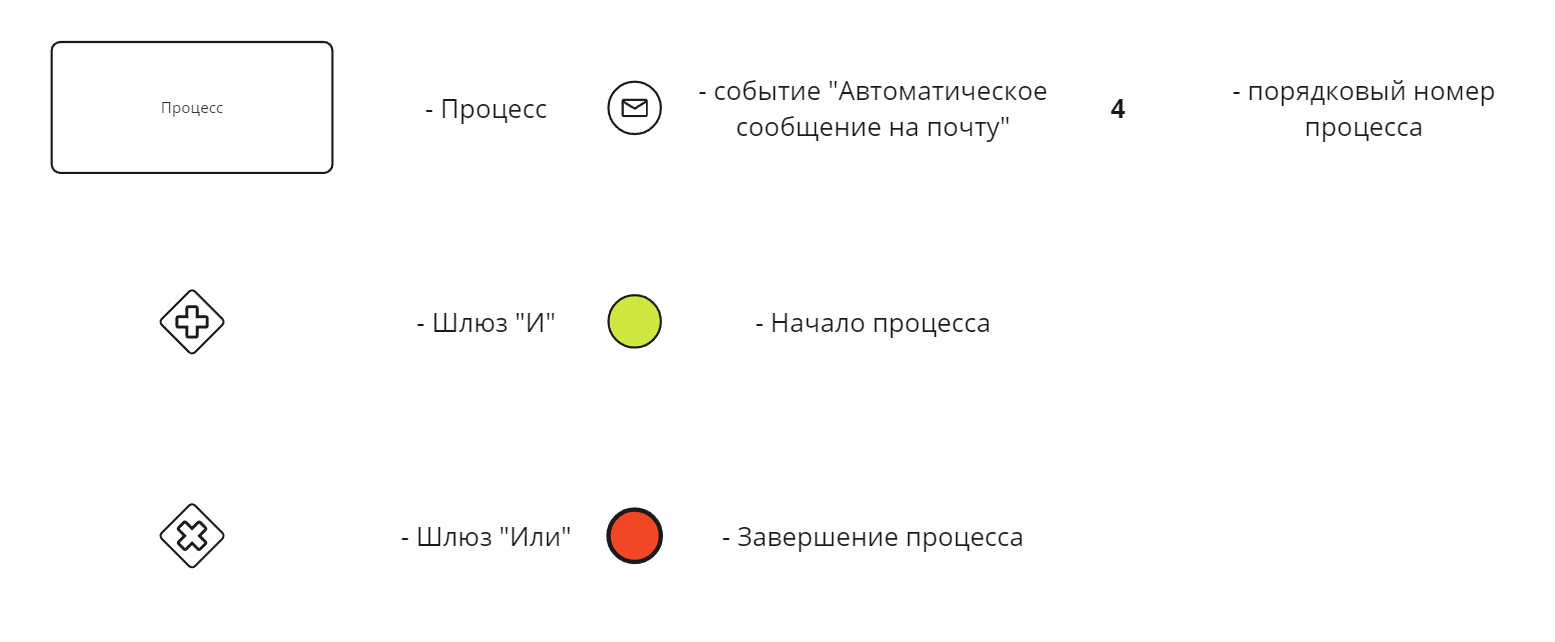 Процесс
- Процесс
- событие "Автоматическое
сообщение на почту"
4
- порядковый номер
процесса
- Шлюз "И"
- Начало процесса
- Шлюз "Или"
- Завершение процесса